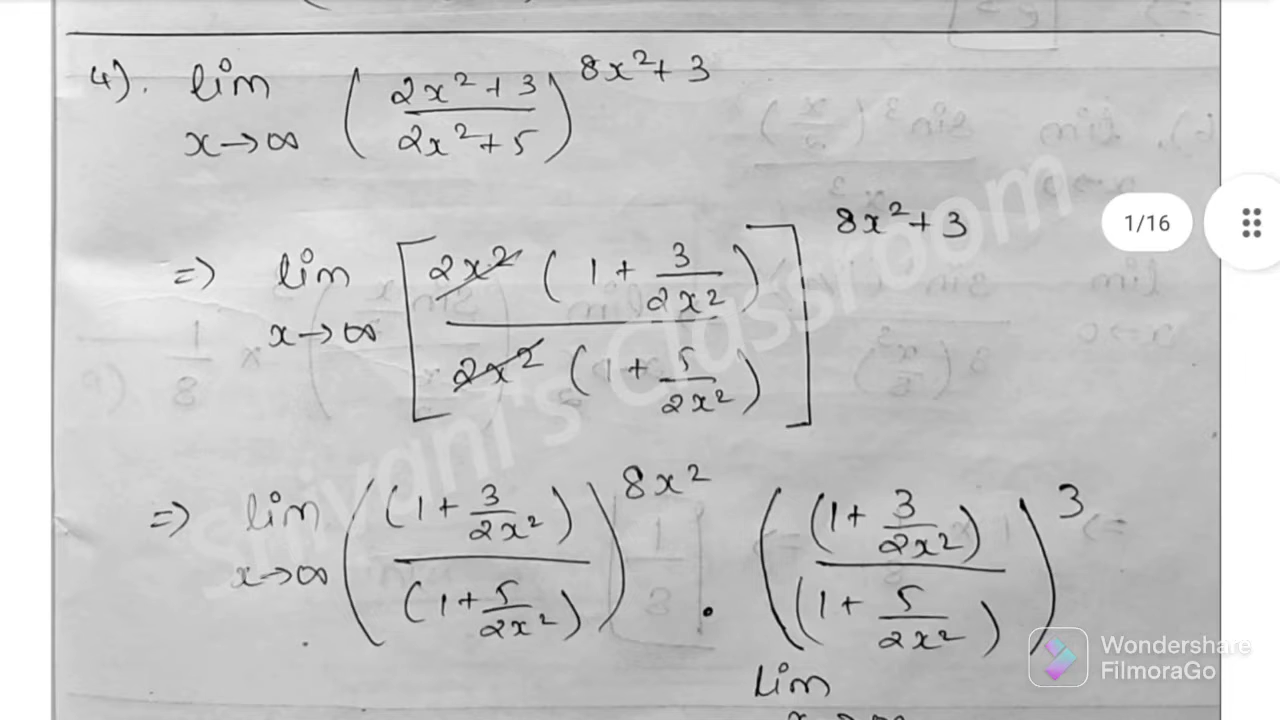 4). lim (2x²+3 / 2x²+5)^8x²+3
x→∞
1/16
=> lim [2x² (1+ 3/2x²) / 2x² (1+ 5/2x²)]^8x²+3
x→∞
=> lim ((1+ 3/2x²) / (1+ 5/2x²))^8x² . ((1+ 3/2x²) / (1+ 5/2x²))^3
x→∞
lim
x→∞
Sriyani's Classroom
Wondershare
FilmoraGo